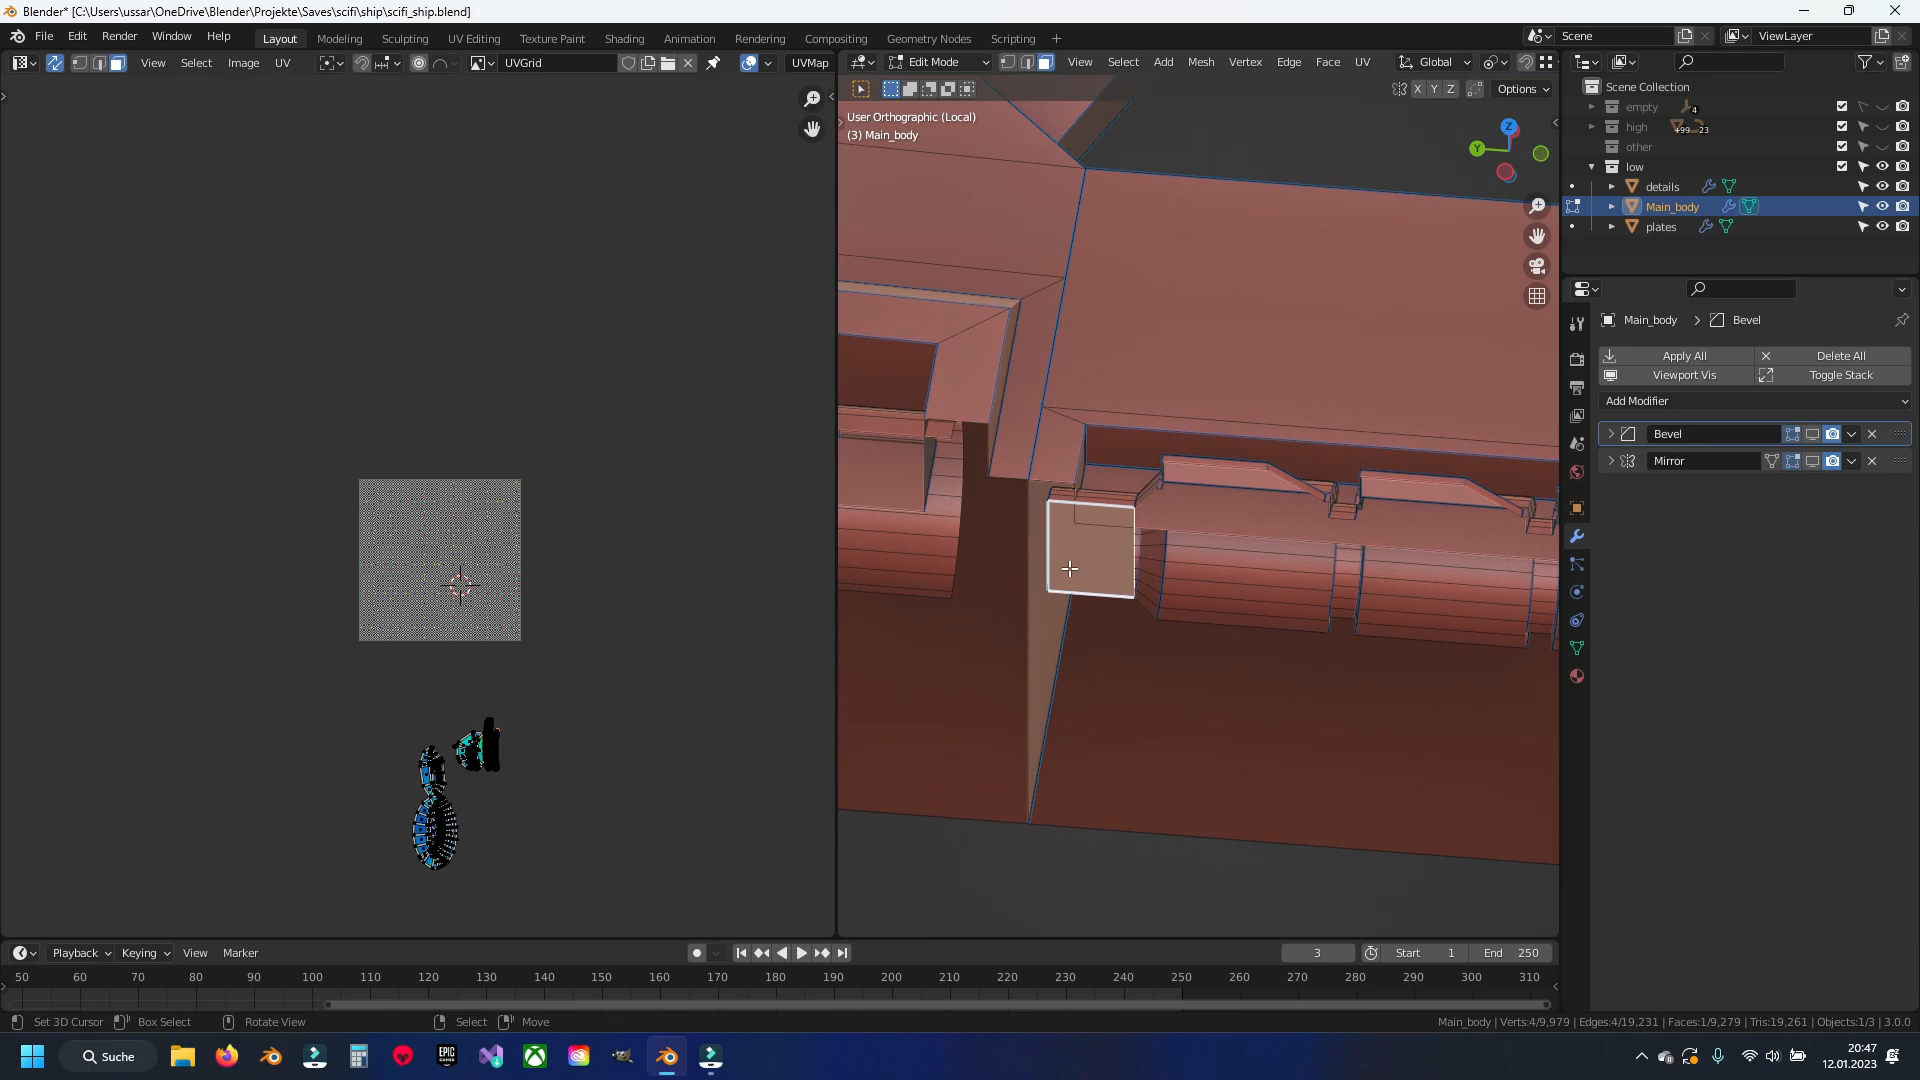 Blender* [C:\Users\ussar\OneDrive\Blender\Projekte\Saves\scifi\ship\scifi_ship.blend]
File Edit Render Window Help Layout Modeling Sculpting UV Editing Texture Paint Shading Animation Rendering Compositing Geometry Nodes Scripting + Scene ViewLayer
View Select Image UV UVGrid UVMap Edit Mode View Select Add Mesh Vertex Edge Face UV Global
X Y Z Options
User Orthographic (Local)
(3) Main_body
Z
Y
Scene Collection
empty 4
high +99 23
other
low
details
Main_body
plates
Main_body > Bevel
Apply All Delete All
Viewport Vis Toggle Stack
Add Modifier
Bevel
Mirror
Playback Keying View Marker 3 Start 1 End 250
50 60 70 80 90 100 110 120 130 140 150 160 170 180 190 200 210 220 230 240 250 260 270 280 290 300 310
Set 3D Cursor Box Select Rotate View Select Move Main_body | Verts:4/9,979 | Edges:4/19,231 | Faces:1/9,279 | Tris:19,261 | Objects:1/3 | 3.0.0
Suche EPIC GAMES 20:47
12.01.2023